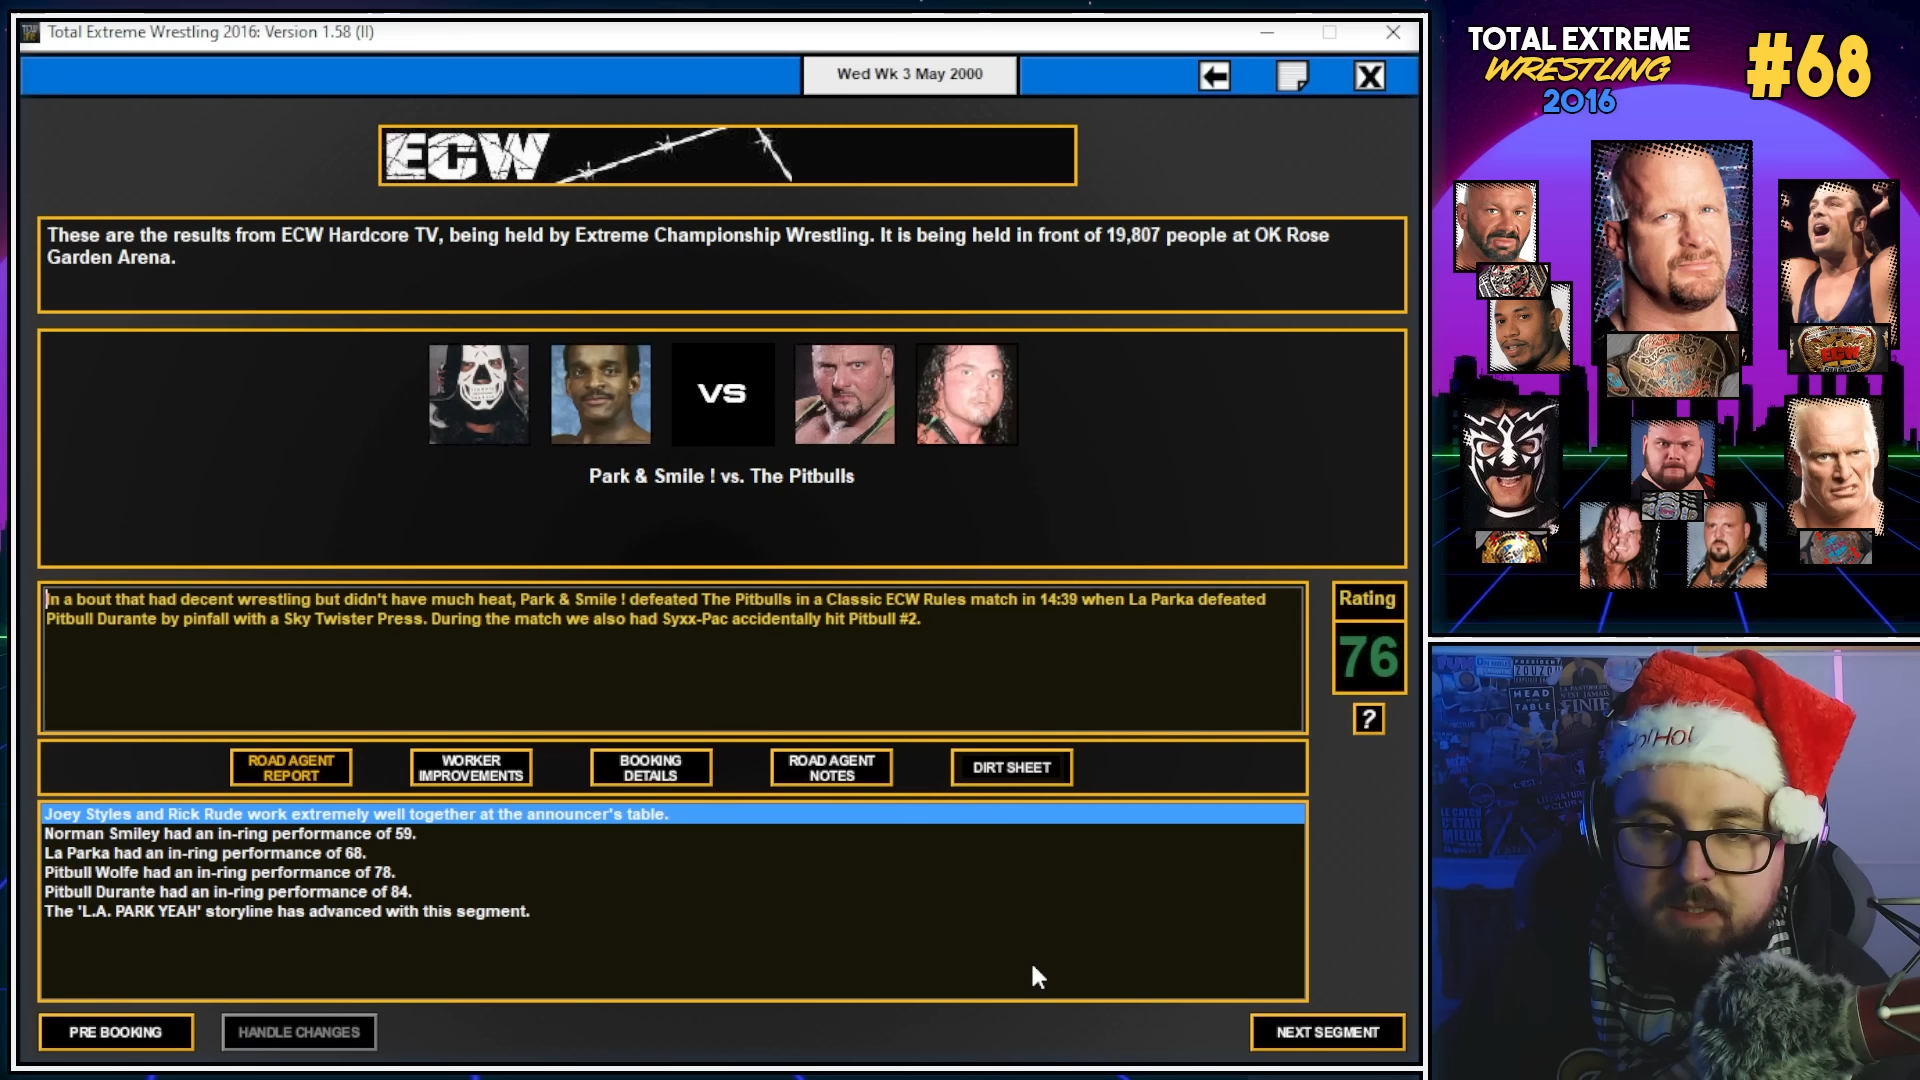 Total Extreme Wrestling 2016: Version 1.58 (II)
Wed Wk 3 May 2000
ECW
These are the results from ECW Hardcore TV, being held by Extreme Championship Wrestling. It is being held in front of 19,807 people at OK Rose
Garden Arena.
VS
Park & Smile ! vs. The Pitbulls
In a bout that had decent wrestling but didn't have much heat, Park & Smile ! defeated The Pitbulls in a Classic ECW Rules match in 14:39 when La Parka defeated
Pitbull Durante by pinfall with a Sky Twister Press. During the match we also had Syxx-Pac accidentally hit Pitbull #2.
Rating
76
?
ROAD AGENT
REPORT
WORKER
IMPROVEMENTS
BOOKING
DETAILS
ROAD AGENT
NOTES
DIRT SHEET
Joey Styles and Rick Rude work extremely well together at the announcer's table.
Norman Smiley had an in-ring performance of 59.
La Parka had an in-ring performance of 68.
Pitbull Wolfe had an in-ring performance of 78.
Pitbull Durante had an in-ring performance of 84.
The 'L.A. PARK YEAH' storyline has advanced with this segment.
PRE BOOKING
HANDLE CHANGES
NEXT SEGMENT
TOTAL EXTREME
WRESTLING
2016
#68
HEAD
OF THE
TABLE